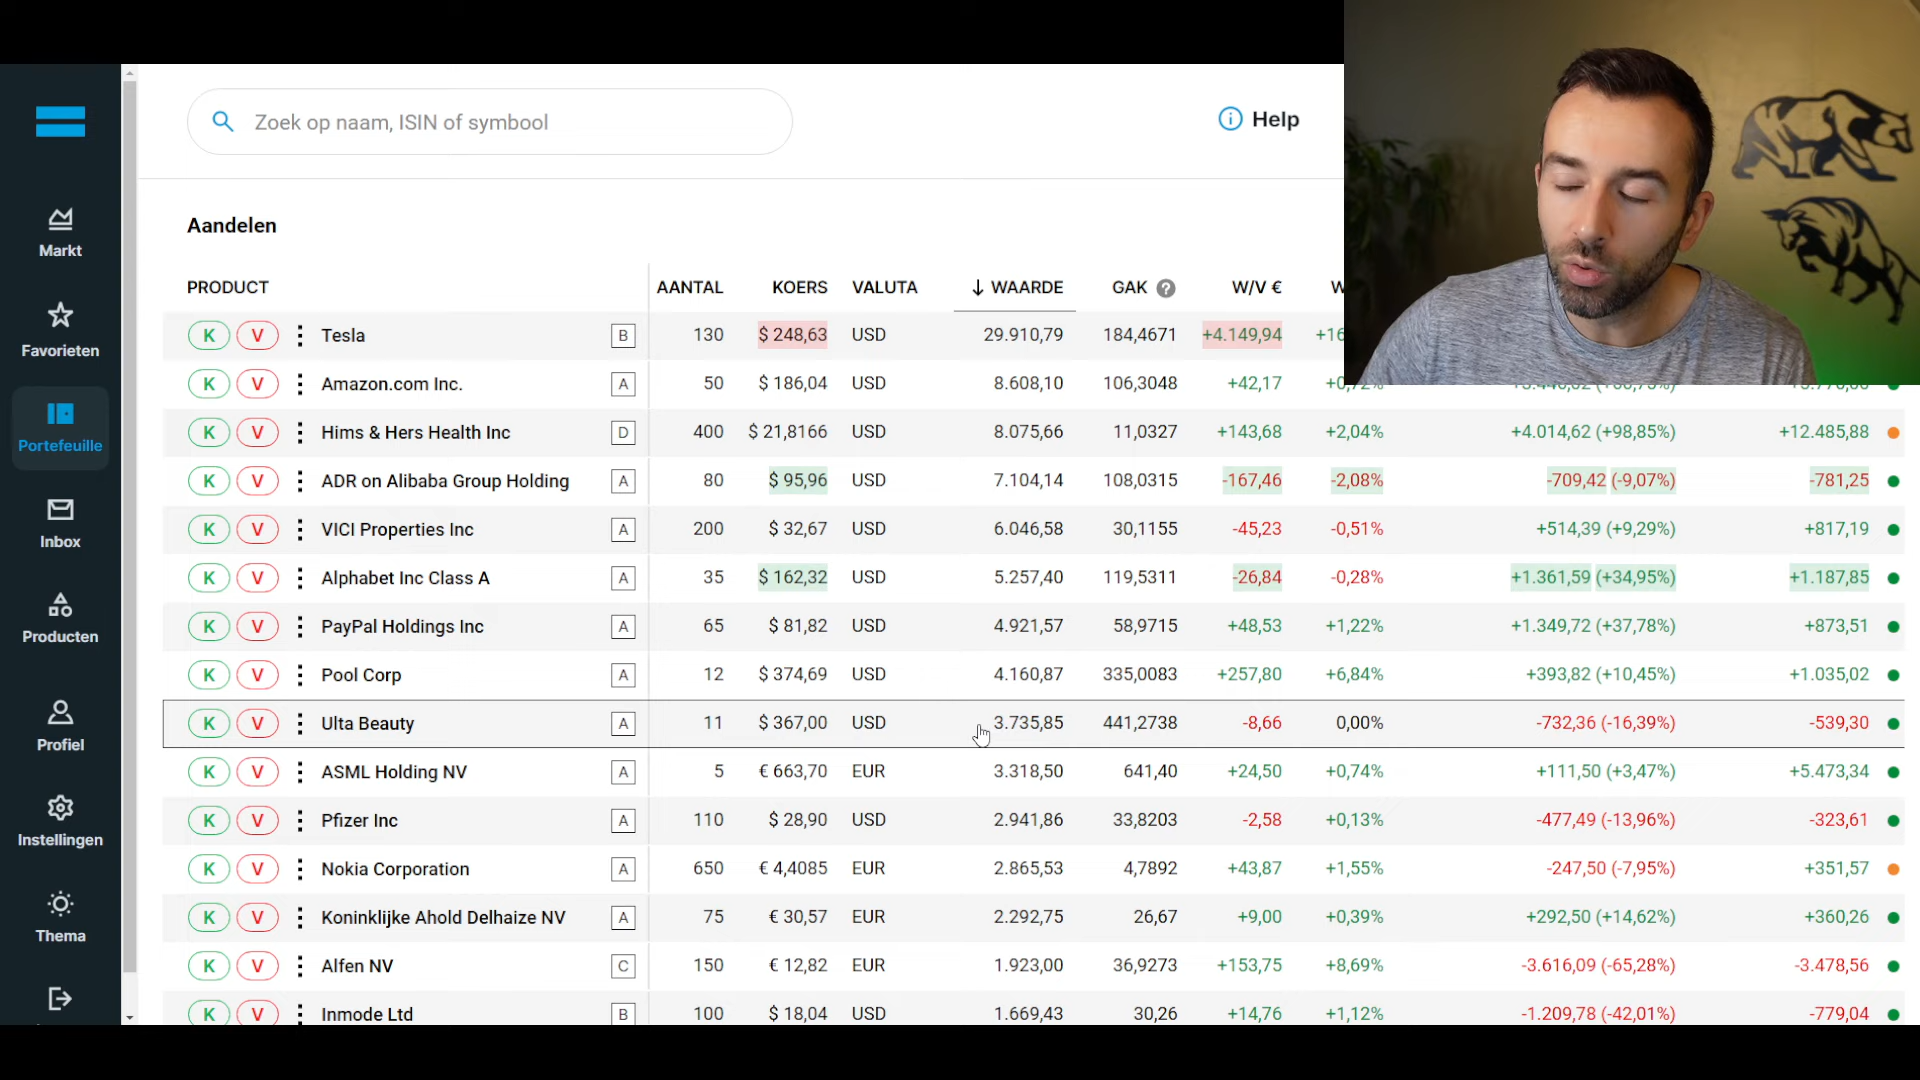 Zoek op naam, ISIN of symbool
Help
Markt
Favorieten
Portefeuille
Inbox
Producten
Profiel
Instellingen
Thema
Aandelen
PRODUCT AANTAL KOERS VALUTA WAARDE GAK W/V €
K V Tesla B 130 $ 248,63 USD 29.910,79 184,4671 +4.149,94
K V Amazon.com Inc. A 50 $ 186,04 USD 8.608,10 106,3048 +42,17
K V Hims & Hers Health Inc D 400 $ 21,8166 USD 8.075,66 11,0327 +143,68 +2,04% +4.014,62 (+98,85%) +12.485,88
K V ADR on Alibaba Group Holding A 80 $ 95,96 USD 7.104,14 108,0315 -167,46 -2,08% -709,42 (-9,07%) -781,25
K V VICI Properties Inc A 200 $ 32,67 USD 6.046,58 30,1155 -45,23 -0,51% +514,39 (+9,29%) +817,19
K V Alphabet Inc Class A A 35 $ 162,32 USD 5.257,40 119,5311 -26,84 -0,28% +1.361,59 (+34,95%) +1.187,85
K V PayPal Holdings Inc A 65 $ 81,82 USD 4.921,57 58,9715 +48,53 +1,22% +1.349,72 (+37,78%) +873,51
K V Pool Corp A 12 $ 374,69 USD 4.160,87 335,0083 +257,80 +6,84% +393,82 (+10,45%) +1.035,02
K V Ulta Beauty A 11 $ 367,00 USD 3.735,85 441,2738 -8,66 0,00% -732,36 (-16,39%) -539,30
K V ASML Holding NV A 5 € 663,70 EUR 3.318,50 641,40 +24,50 +0,74% +111,50 (+3,47%) +5.473,34
K V Pfizer Inc A 110 $ 28,90 USD 2.941,86 33,8203 -2,58 +0,13% -477,49 (-13,96%) -323,61
K V Nokia Corporation A 650 € 4,4085 EUR 2.865,53 4,7892 +43,87 +1,55% -247,50 (-7,95%) +351,57
K V Koninklijke Ahold Delhaize NV A 75 € 30,57 EUR 2.292,75 26,67 +9,00 +0,39% +292,50 (+14,62%) +360,26
K V Alfen NV C 150 € 12,82 EUR 1.923,00 36,9273 +153,75 +8,69% -3.616,09 (-65,28%) -3.478,56
K V Inmode Ltd B 100 $ 18,04 USD 1.669,43 30,26 +14,76 +1,12% -1.209,78 (-42,01%) -779,04